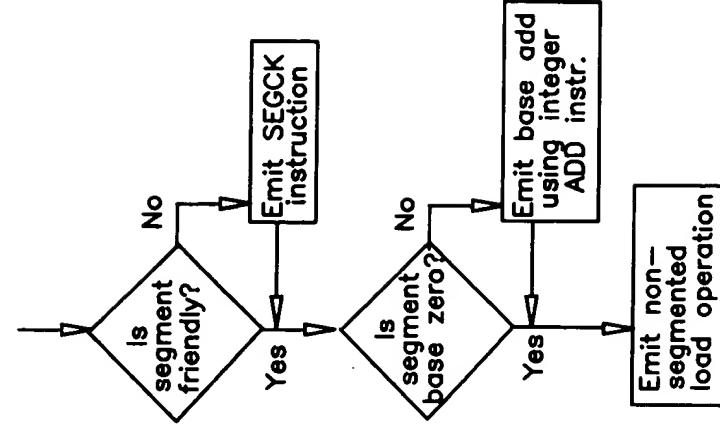 Is
segment
friendly?
No
Emit SEGCK
instruction
Yes
Is
segment
base zero?
No
Emit base add
using integer
ADD instr.
Yes
Emit non-
segmented
load operation